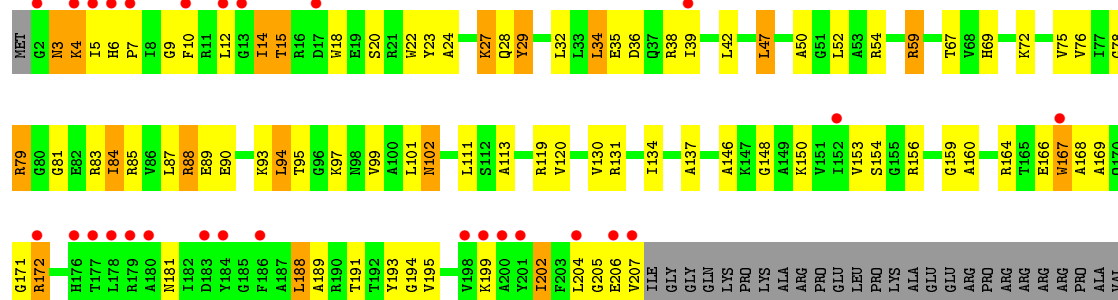 MET G2 N3 K4 I5 H6 P7 I8 G9 F10 R11 L12 G13 I14 T15 R16 D17 W18 E19 S20 R21 W22 Y23 A24 K27 Q28 Y29 L32 L33 L34 E35 D36 Q37 R38 I39 L42 L47 A50 G51 L52 A53 R54 R59 T67 V68 H69 K72 V75 V76 I77 G78
R79 G80 G81 E82 R83 I84 R85 V86 L87 R88 E89 E90 K93 L94 T95 G96 K97 N98 V99 A100 L101 N102 L111 S112 A113 R119 V120 V130 R131 I134 A137 A146 K147 G148 A149 K150 V151 I152 V153 S154 G155 R156 G159 A160 R164 T165 E166 W167 A168 A169 Q170
G171 R172 H176 T177 L178 R179 A180 N181 I182 D183 Y184 G185 F186 A187 L188 A189 R190 T191 T192 Y193 G194 V195 V198 K199 A200 Y201 I202 F203 L204 G205 E206 V207 ILE GLY GLY GLN LYS PRO LYS ALA ARG PRO GLU LEU PRO LYS ALA GLU GLU ARG PRO ARG ARG ARG ARG PRO ALA VAL